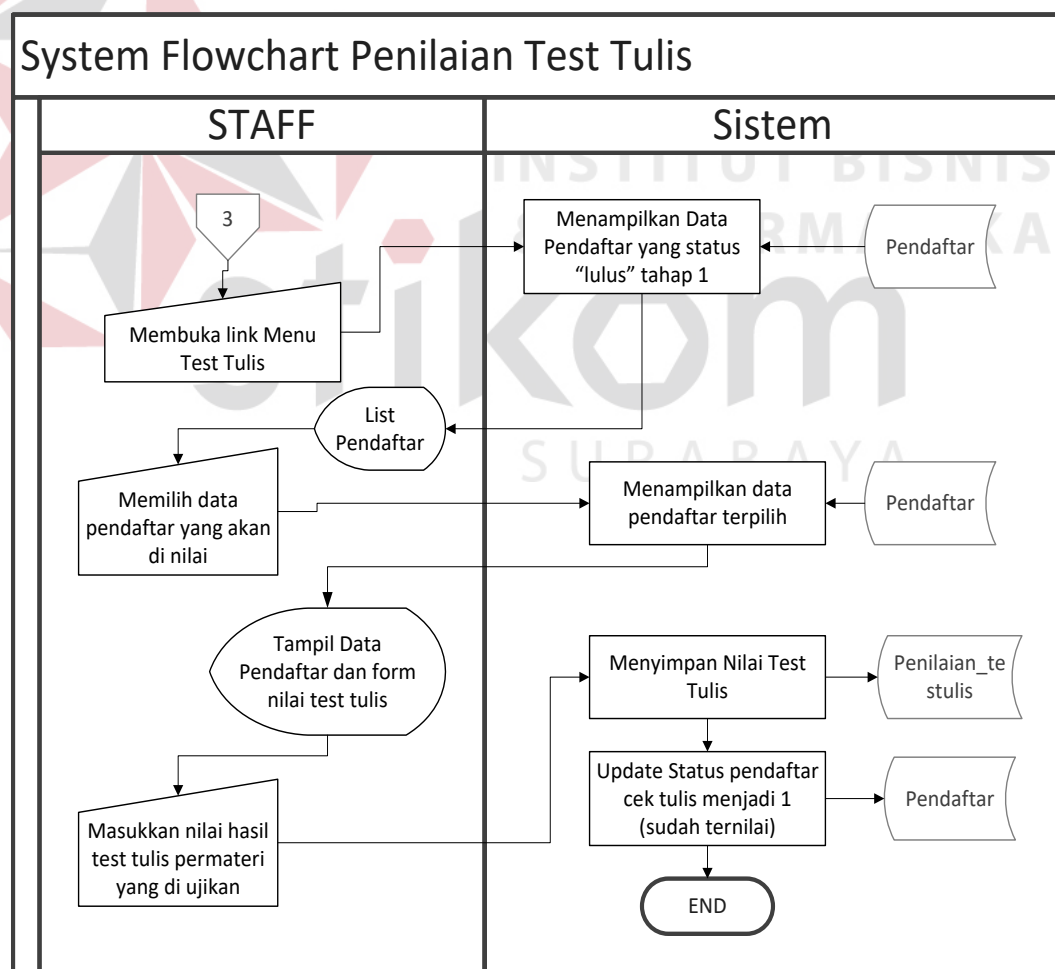 System Flowchart Penilaian Test Tulis
STAFF
Sistem
INSTITUT BISNIS
RMA KA
stikom
SURABAYA
3
Membuka link Menu
Test Tulis
Menampilkan Data
Pendaftar yang status
“lulus” tahap 1
Pendaftar
List
Pendaftar
Memilih data
pendaftar yang akan
di nilai
Menampilkan data
pendaftar terpilih
Pendaftar
Tampil Data
Pendaftar dan form
nilai test tulis
Masukkan nilai hasil
test tulis permateri
yang di ujikan
Menyimpan Nilai Test
Tulis
Penilaian_te
stulis
Update Status pendaftar
cek tulis menjadi 1
(sudah ternilai)
Pendaftar
END